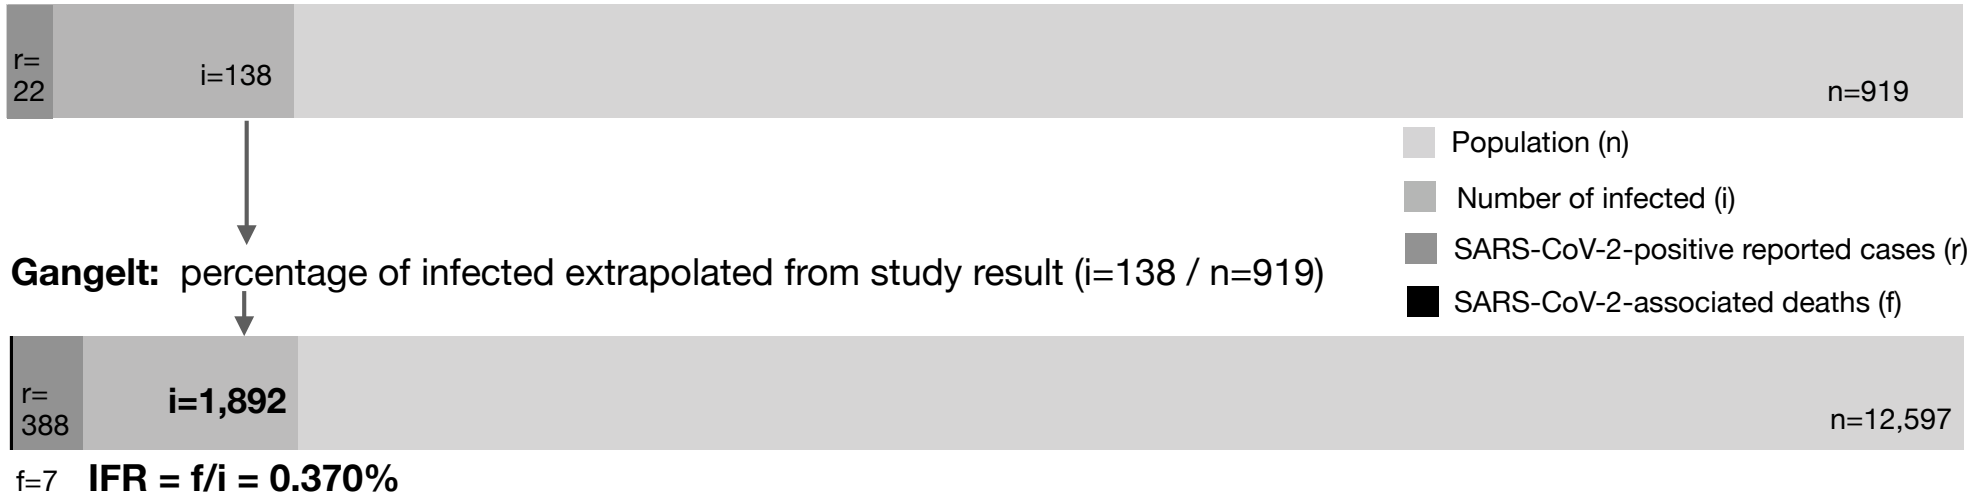 r=
22
i=138
n=919
Population (n)
Number of infected (i)
SARS-CoV-2-positive reported cases (r)
SARS-CoV-2-associated deaths (f)
Gangelt: percentage of infected extrapolated from study result (i=138 / n=919)
r=
388
i=1,892
n=12,597
f=7 IFR = f/i = 0.370%